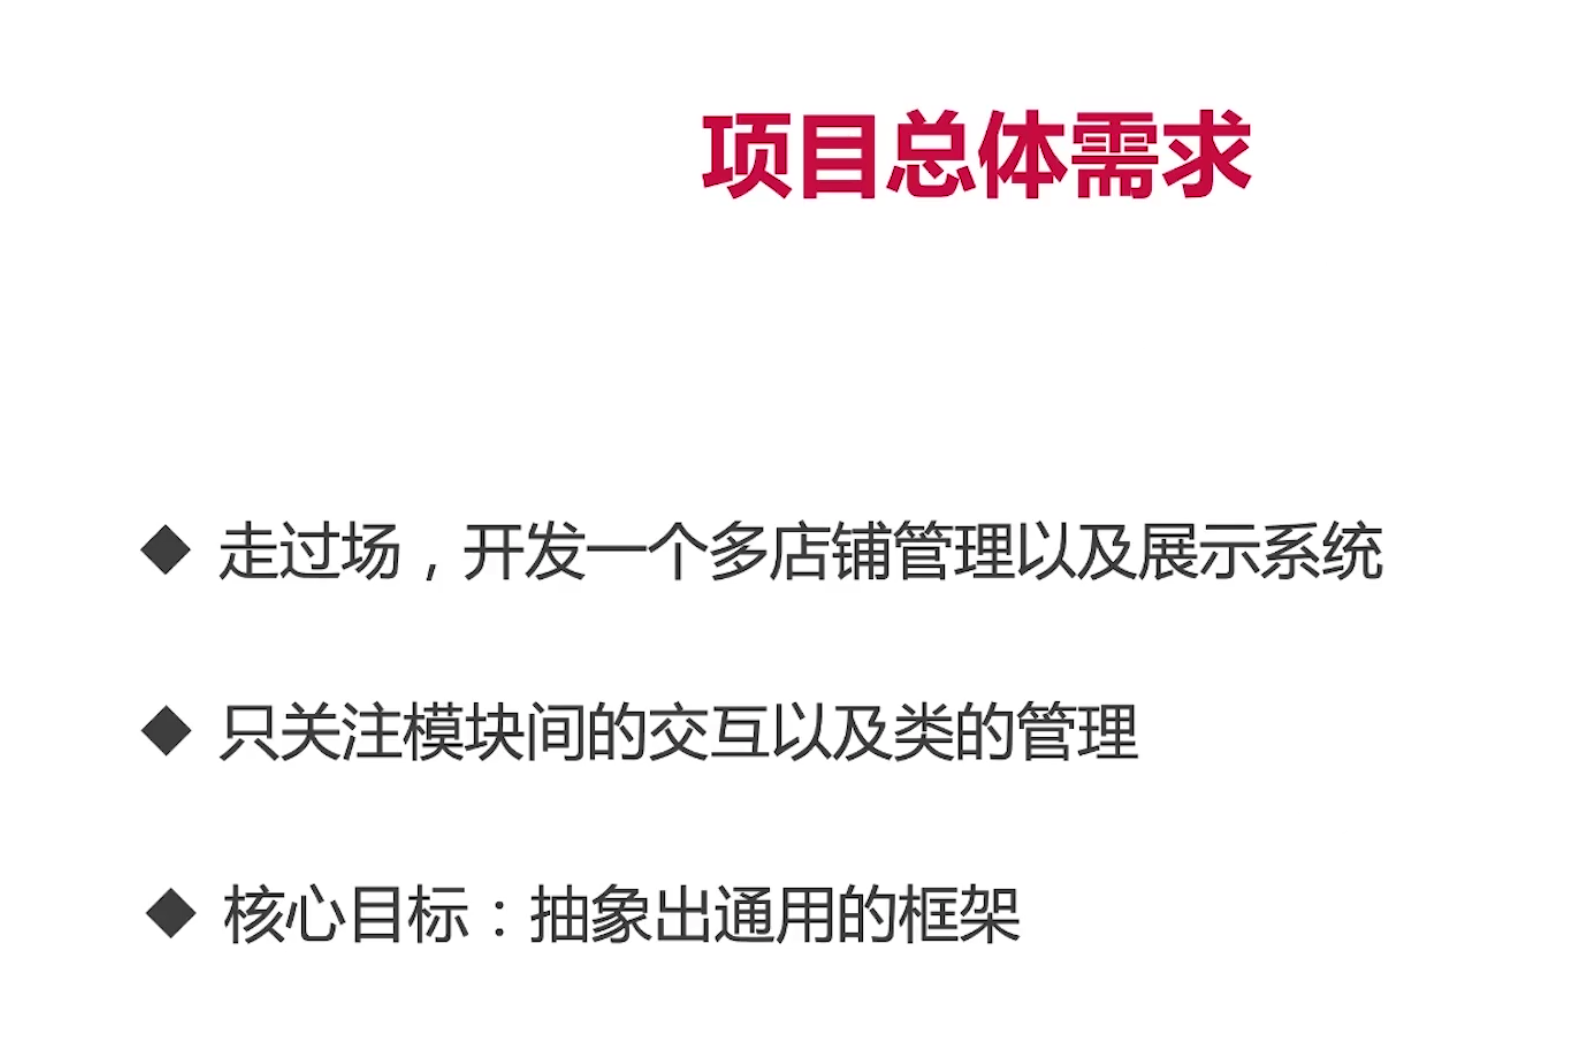 项目总体需求
◆ 走过场，开发一个多店铺管理以及展示系统
◆ 只关注模块间的交互以及类的管理
◆ 核心目标：抽象出通用的框架